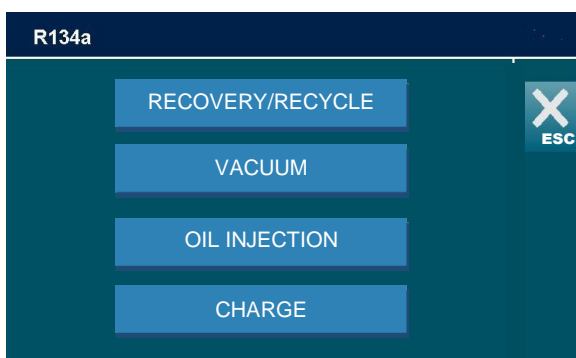 R134a
RECOVERY/RECYCLE
ESC
VACUUM
OIL INJECTION
CHARGE